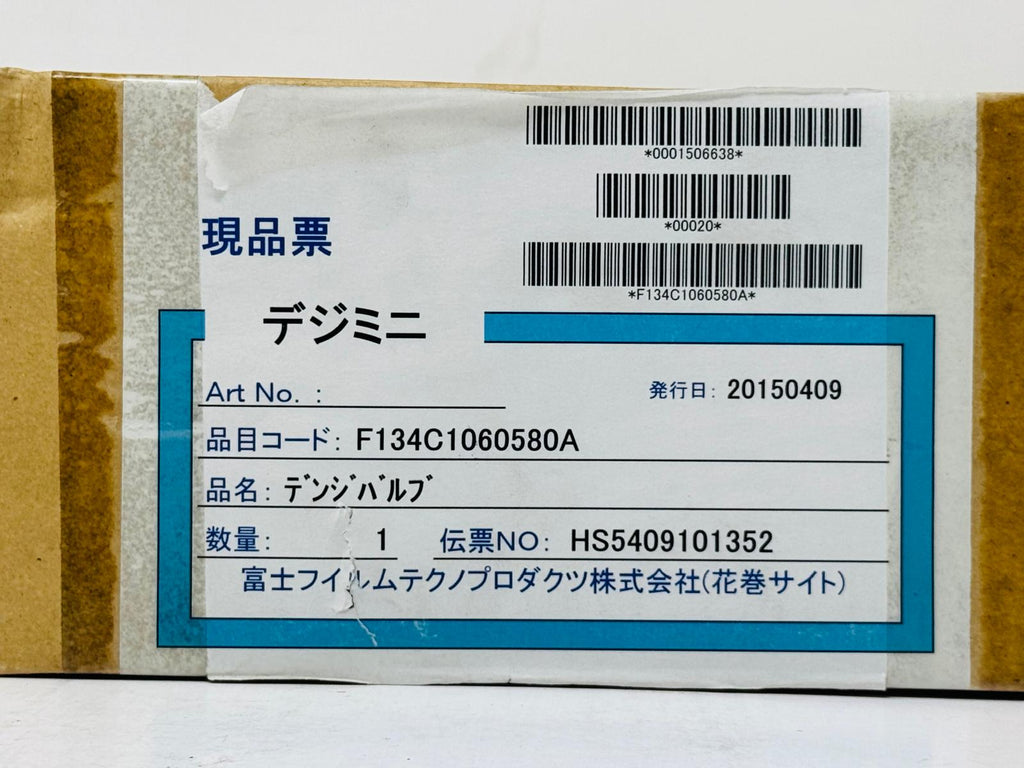 *0001506638*
*00020*
*F134C1060580A*
現品票
デジミニ
Art No. :
発行日: 20150409
品目コード: F134C1060580A
品名: デンジバルブ
数量: 1 伝票NO: HS5409101352
富士フイルムテクノプロダクツ株式会社(花巻サイト)